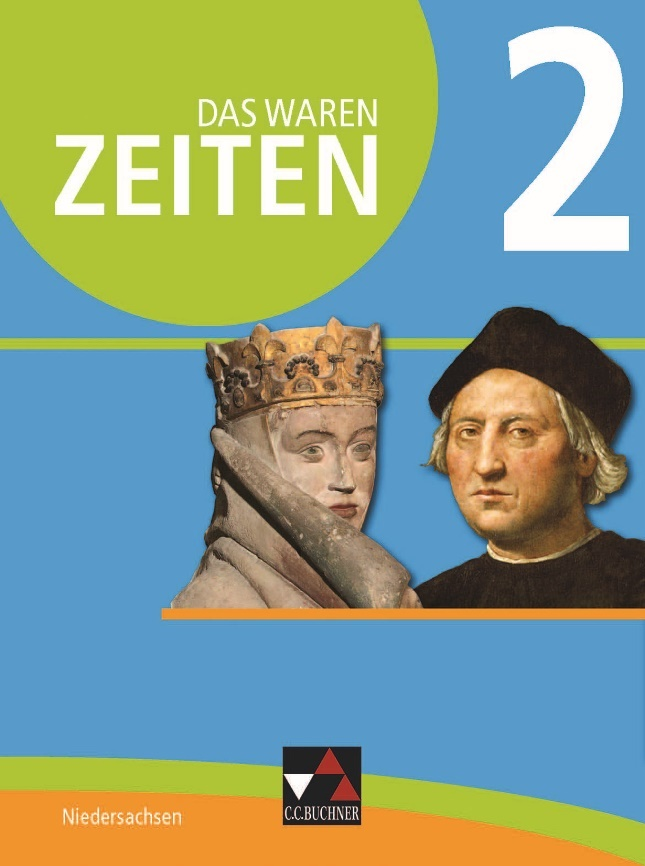 DAS WAREN
ZEITEN
2
C.C.BUCHNER
Niedersachsen